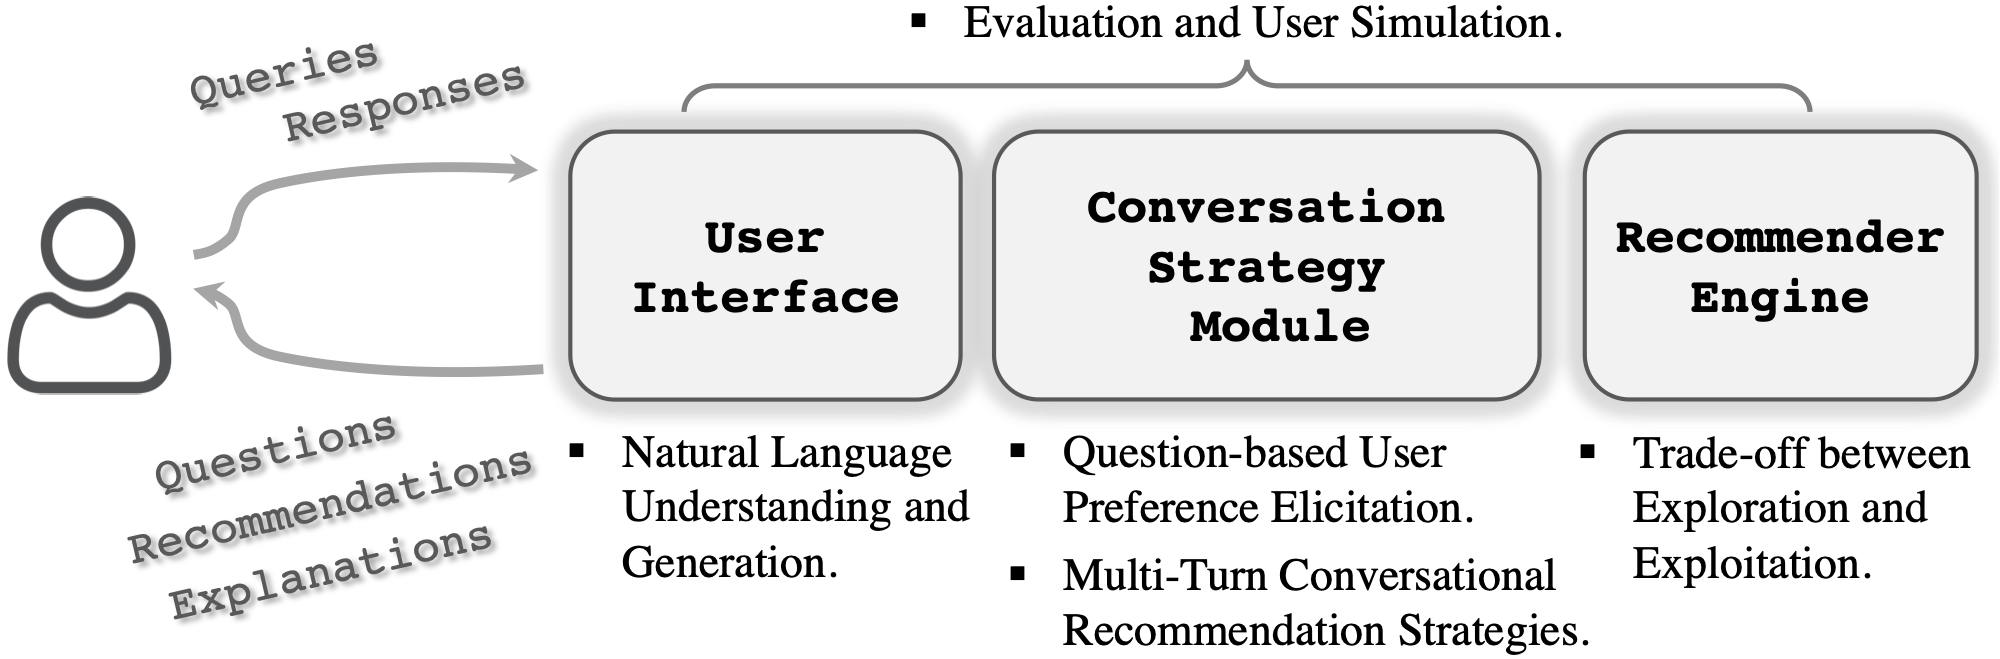 ▪ Evaluation and User Simulation.
Queries
Responses
User
Interface
Conversation
Strategy
Module
Recommender
Engine
Questions
Recommendations
Explanations
▪ Natural Language
Understanding and
Generation.
▪ Question-based User
Preference Elicitation.
▪ Multi-Turn Conversational
Recommendation Strategies.
▪ Trade-off between
Exploration and
Exploitation.